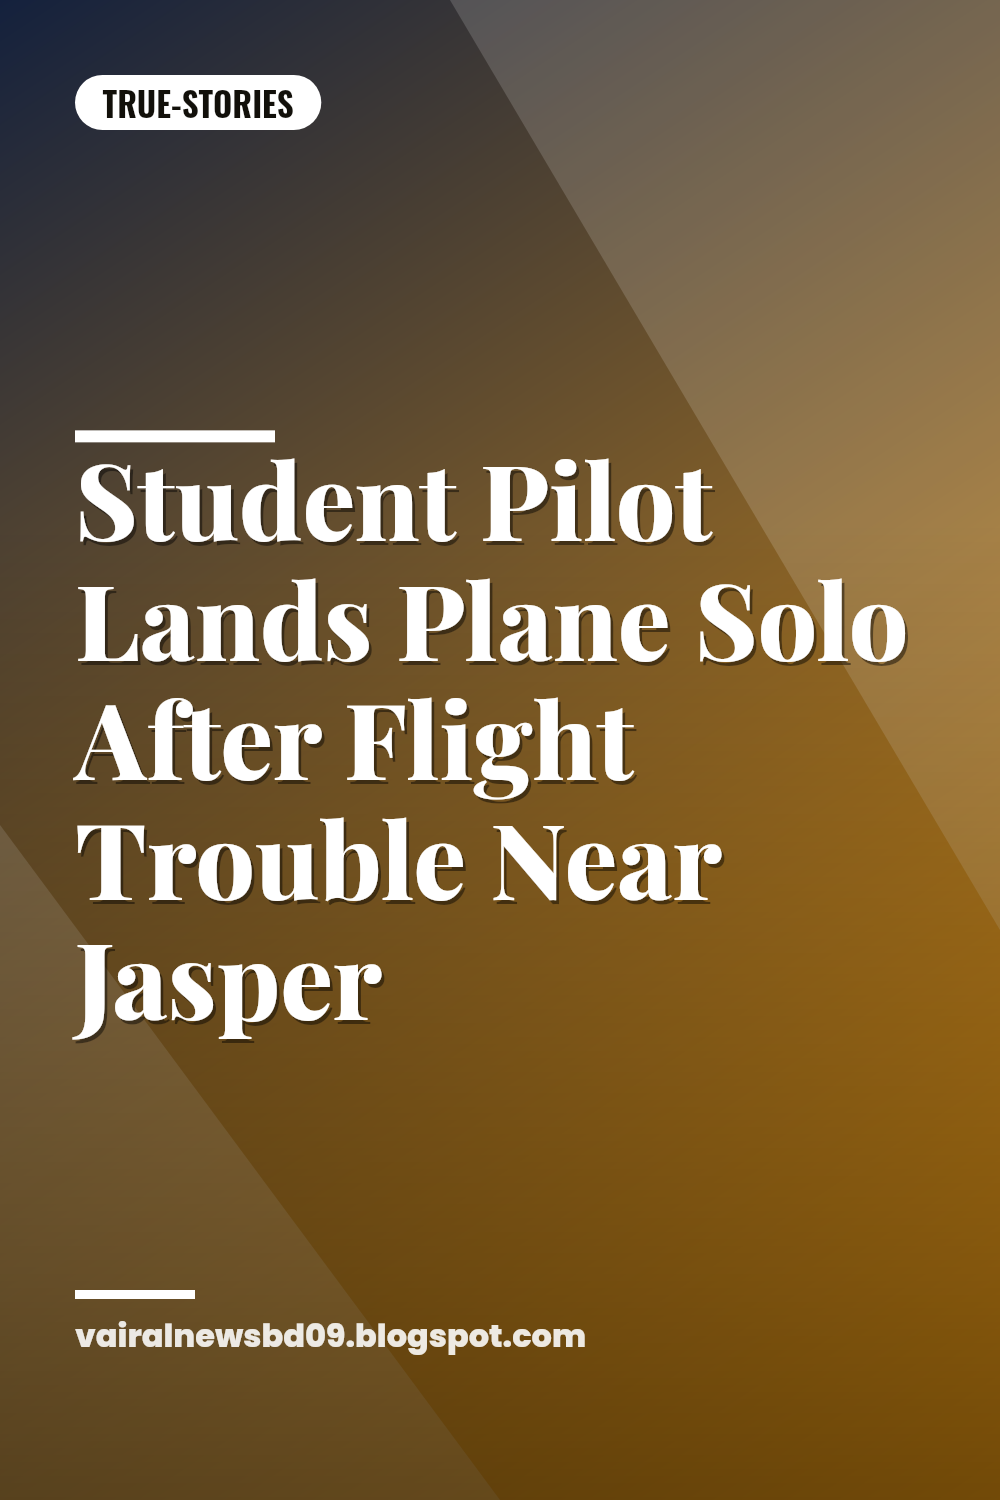 TRUE-STORIES
Student Pilot
Lands Plane Solo
After Flight
Trouble Near
Jasper
vairalnewsbd09.blogspot.com